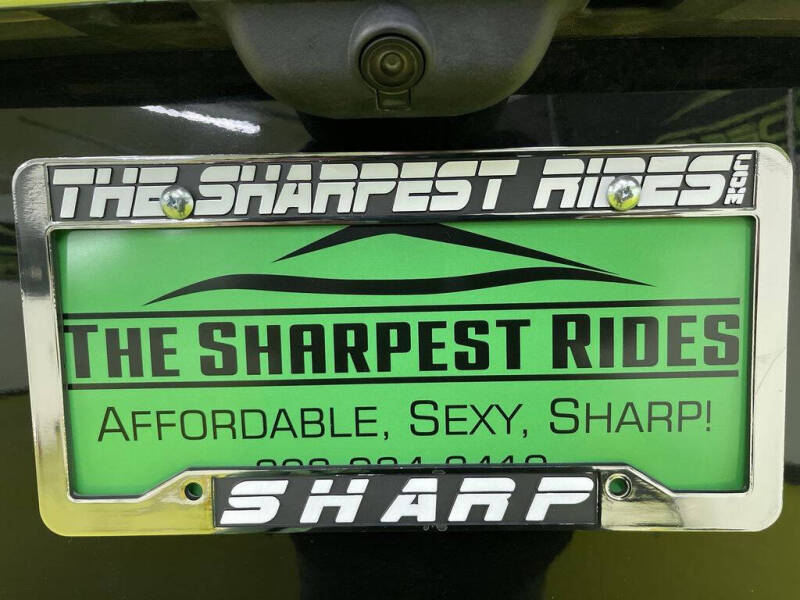 THE SHARPEST RIDES
.COM
THE SHARPEST RIDES
AFFORDABLE, SEXY, SHARP!
SHARP